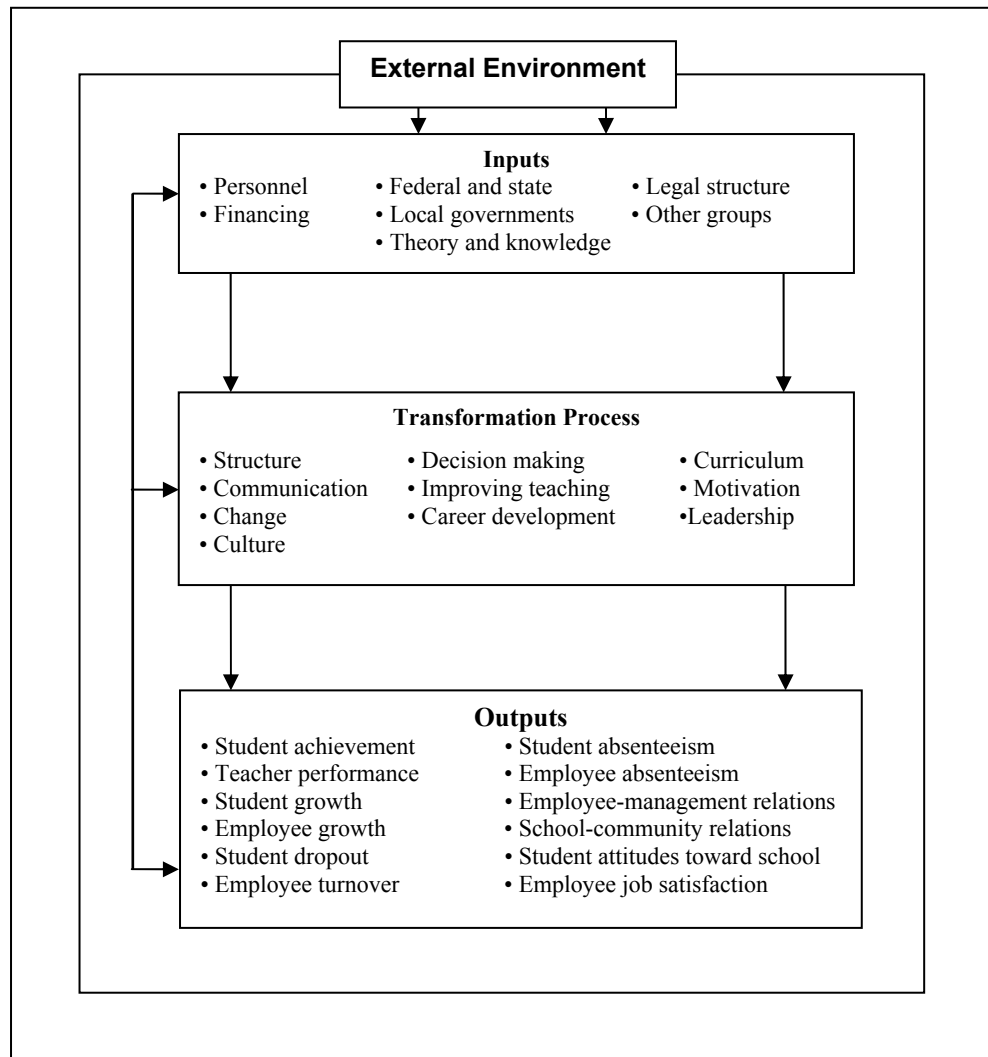 External Environment
Inputs
• Personnel • Federal and state • Legal structure
• Financing • Local governments • Other groups
• Theory and knowledge
Transformation Process
• Structure • Decision making • Curriculum
• Communication • Improving teaching • Motivation
• Change • Career development •Leadership
• Culture
Outputs
• Student achievement • Student absenteeism
• Teacher performance • Employee absenteeism
• Student growth • Employee-management relations
• Employee growth • School-community relations
• Student dropout • Student attitudes toward school
• Employee turnover • Employee job satisfaction